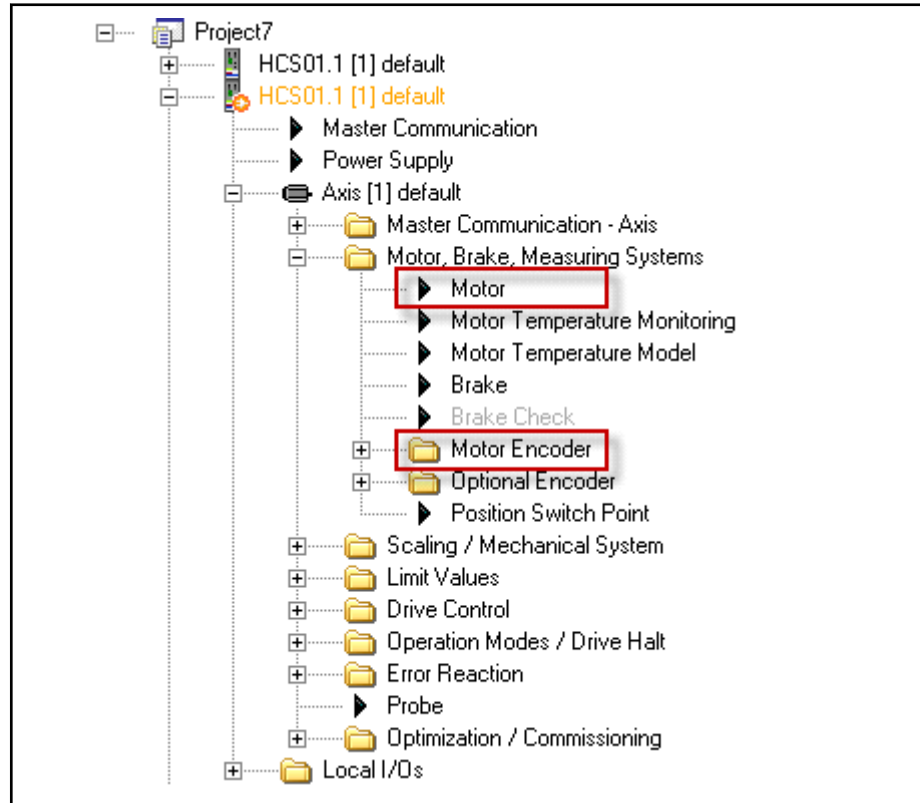 Project7
HCS01.1 [1] default
HCS01.1 [1] default
Master Communication
Power Supply
Axis [1] default
Master Communication - Axis
Motor, Brake, Measuring Systems
Motor
Motor Temperature Monitoring
Motor Temperature Model
Brake
Brake Check
Motor Encoder
Optional Encoder
Position Switch Point
Scaling / Mechanical System
Limit Values
Drive Control
Operation Modes / Drive Halt
Error Reaction
Probe
Optimization / Commissioning
Local I/Os